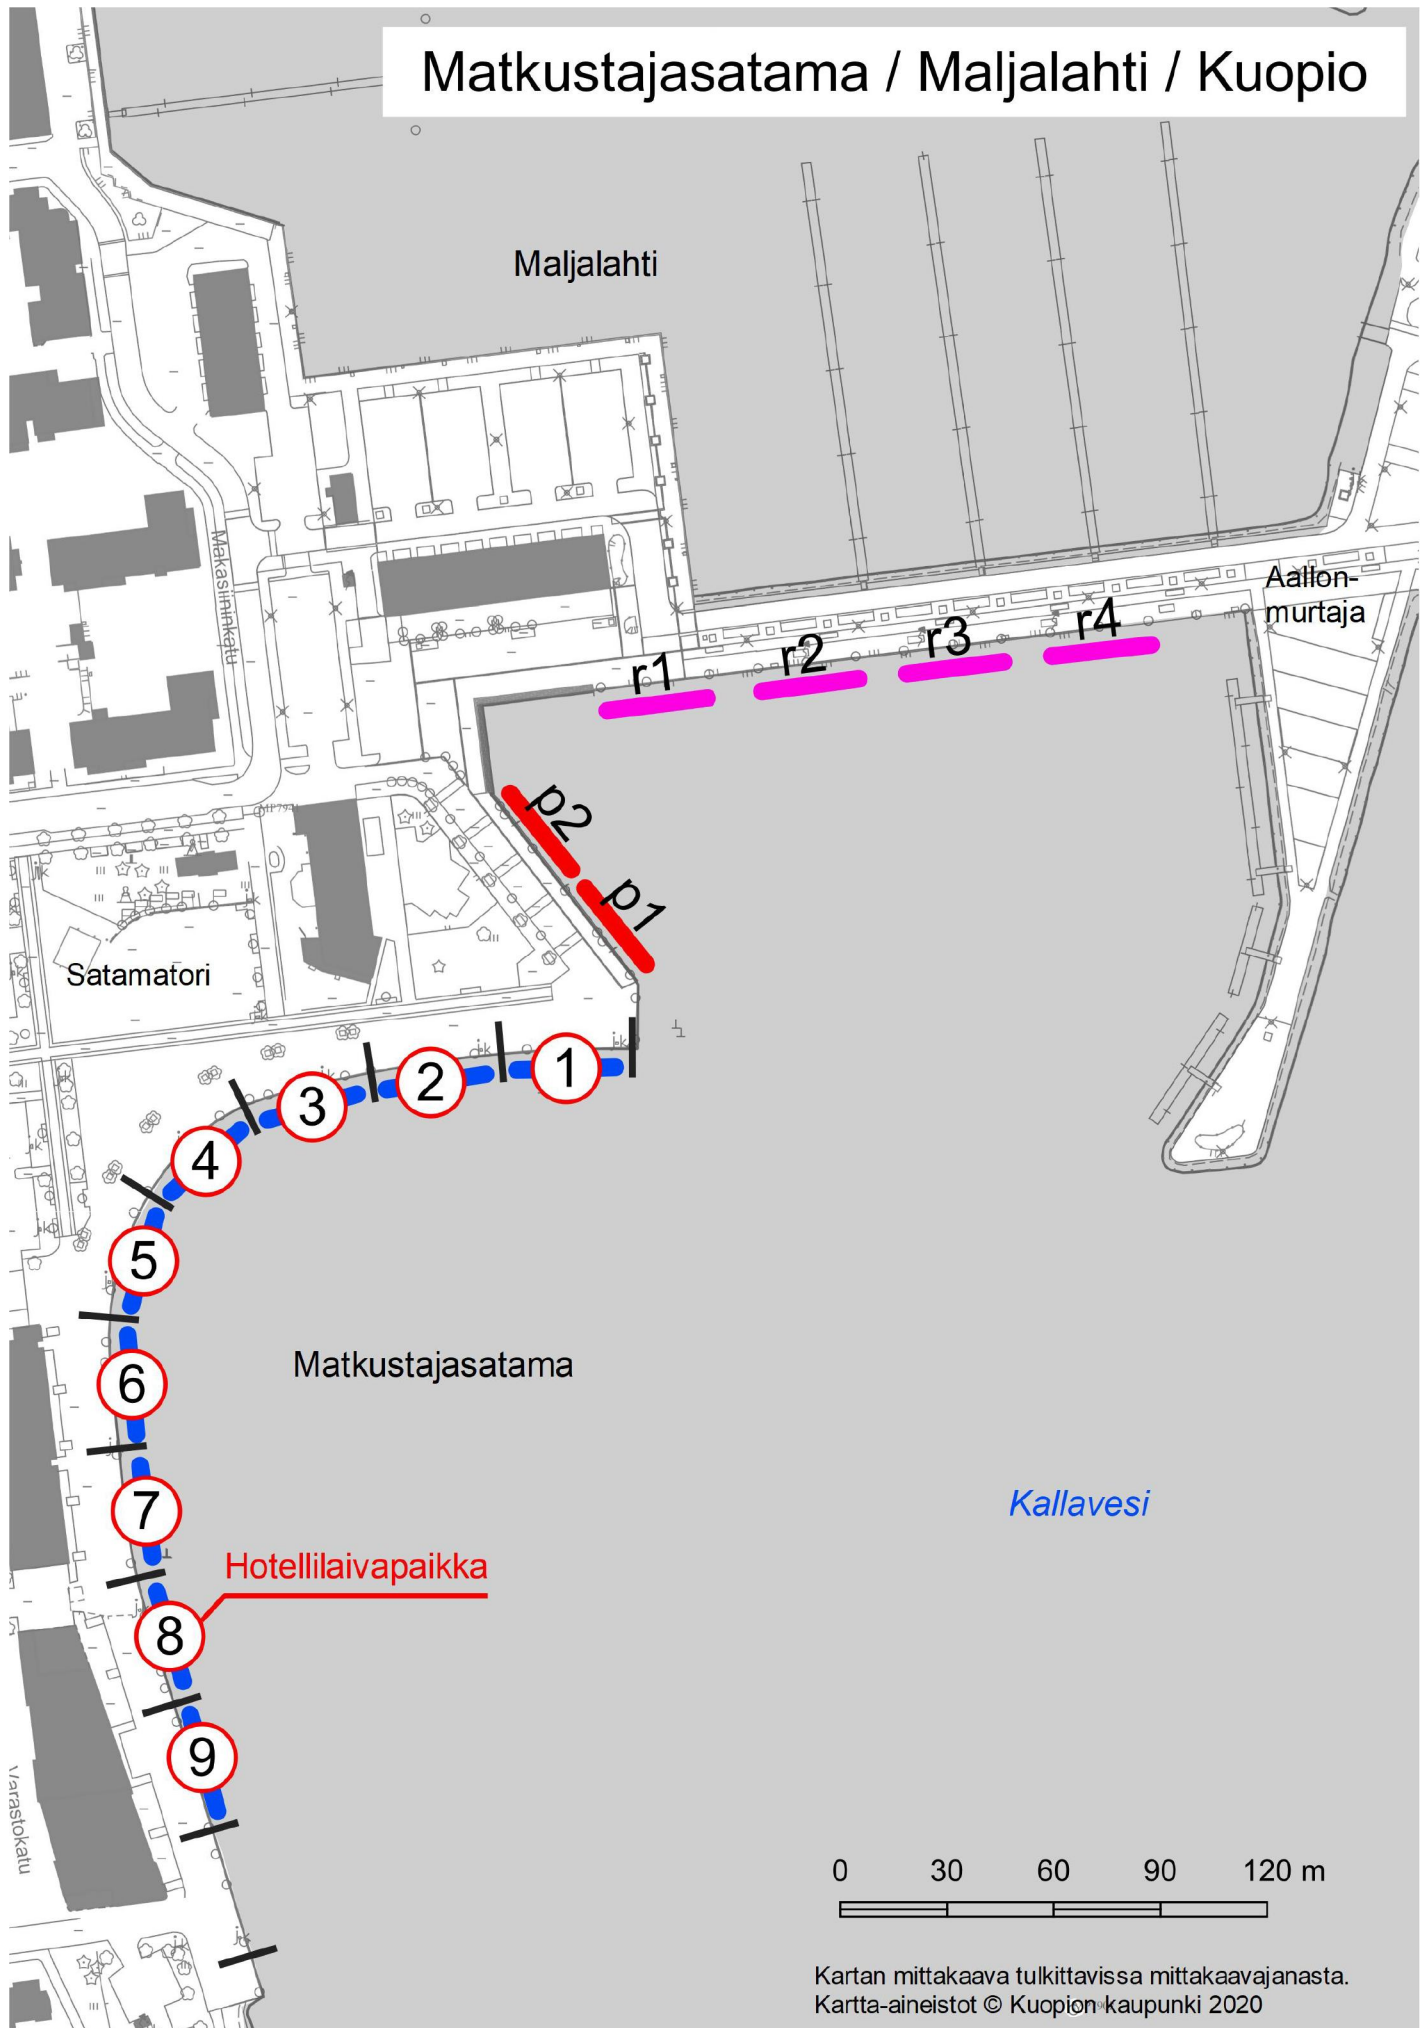 Matkustajasatama / Maljalahti / Kuopio
Maljalahti
Makasiininkatu
Aallon-
murtaja
r1
r2
r3
r4
p2
p1
Satamatori
1
2
3
4
5
6
7
8
9
Matkustajasatama
Kallavesi
Hotellilaivapaikka
Varastokatu
0 30 60 90 120 m
Kartan mittakaava tulkittavissa mittakaavajanasta.
Kartta-aineistot © Kuopion kaupunki 2020